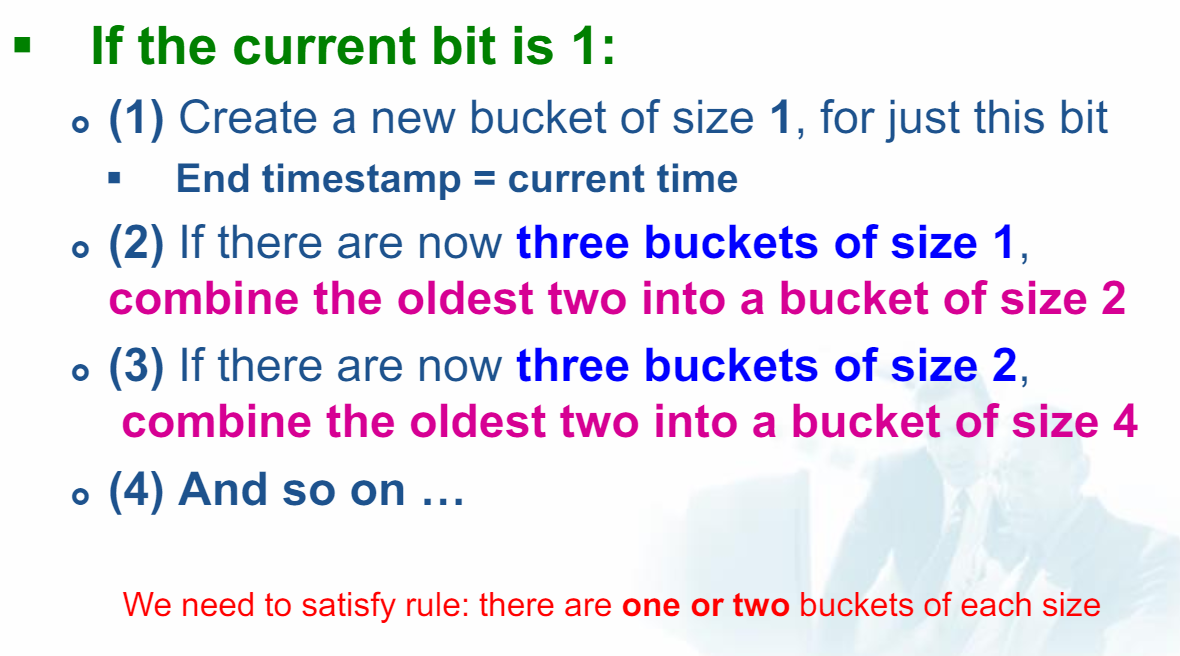 ▪ If the current bit is 1:
∘ (1) Create a new bucket of size 1, for just this bit
▪ End timestamp = current time
∘ (2) If there are now three buckets of size 1,
combine the oldest two into a bucket of size 2
∘ (3) If there are now three buckets of size 2,
combine the oldest two into a bucket of size 4
∘ (4) And so on …
We need to satisfy rule: there are one or two buckets of each size